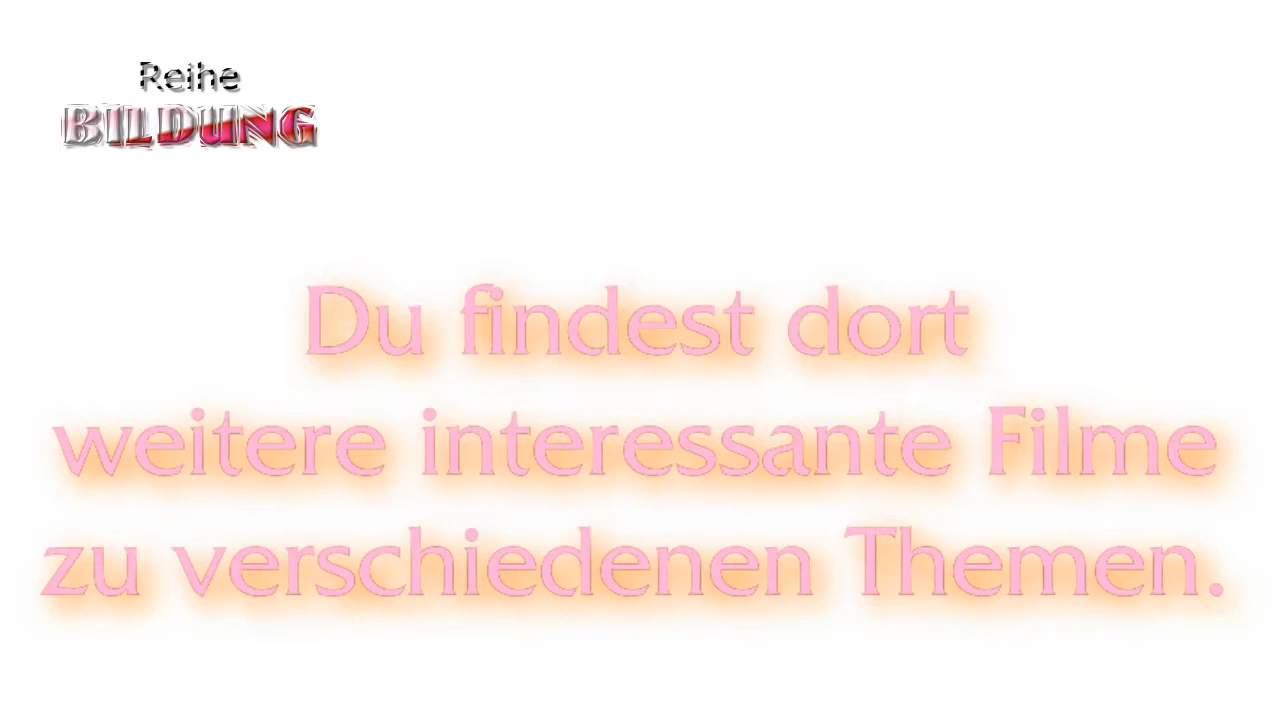 Reihe
BILDUNG
Du findest dort
weitere interessante Filme
zu verschiedenen Themen.